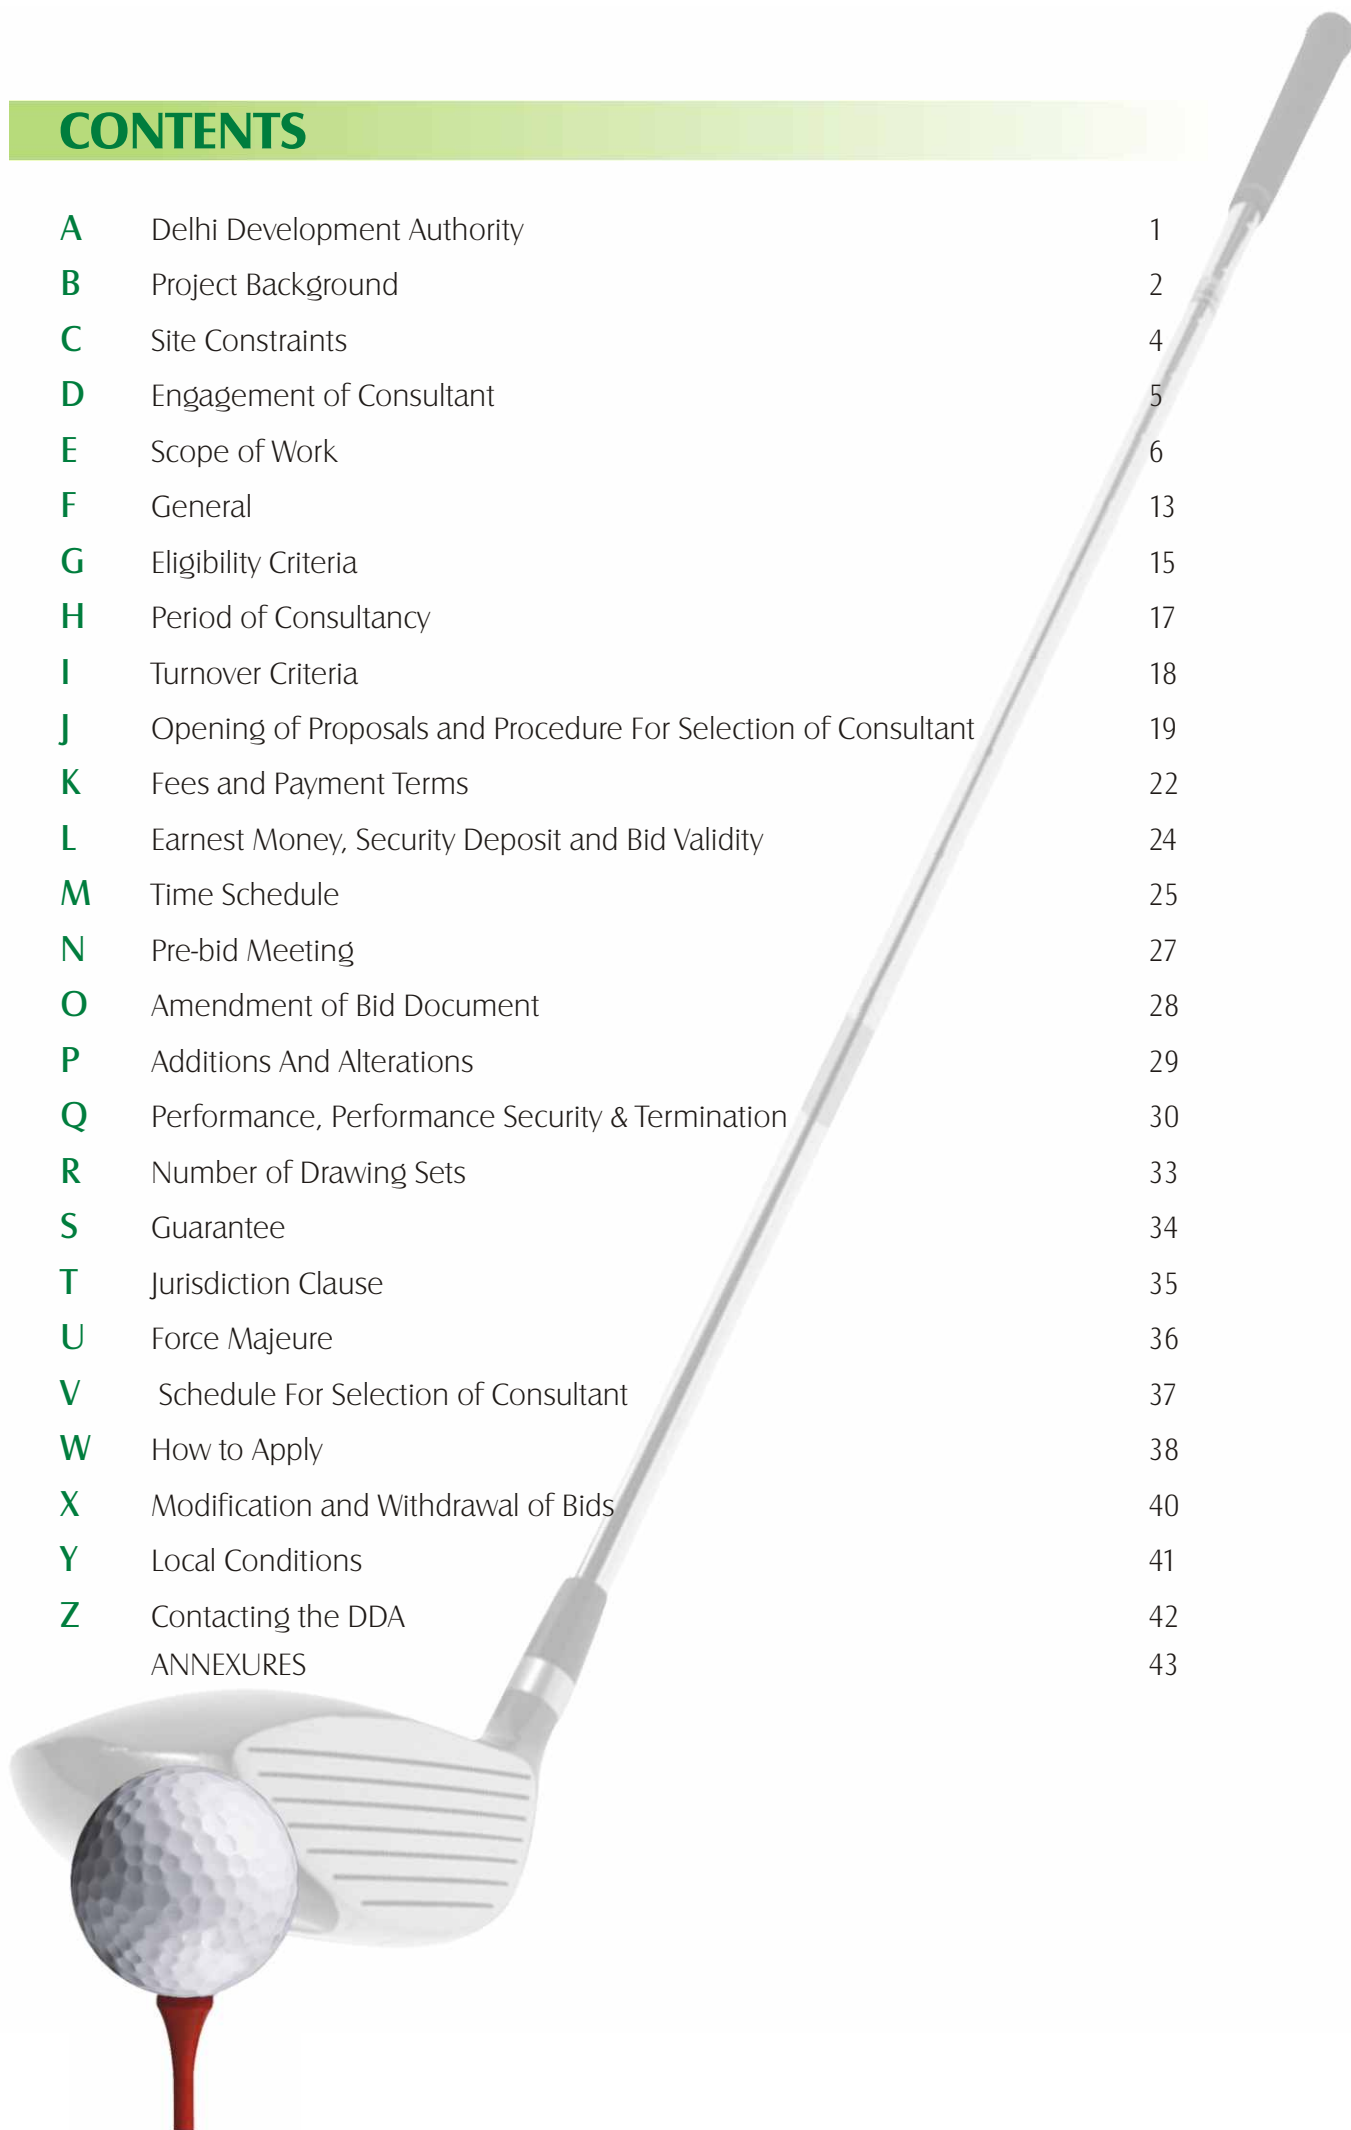 CONTENTS
A Delhi Development Authority 1
B Project Background 2
C Site Constraints 4
D Engagement of Consultant 5
E Scope of Work 6
F General 13
G Eligibility Criteria 15
H Period of Consultancy 17
I Turnover Criteria 18
J Opening of Proposals and Procedure For Selection of Consultant 19
K Fees and Payment Terms 22
L Earnest Money, Security Deposit and Bid Validity 24
M Time Schedule 25
N Pre-bid Meeting 27
O Amendment of Bid Document 28
P Additions And Alterations 29
Q Performance, Performance Security & Termination 30
R Number of Drawing Sets 33
S Guarantee 34
T Jurisdiction Clause 35
U Force Majeure 36
V Schedule For Selection of Consultant 37
W How to Apply 38
X Modification and Withdrawal of Bids 40
Y Local Conditions 41
Z Contacting the DDA 42
ANNEXURES 43